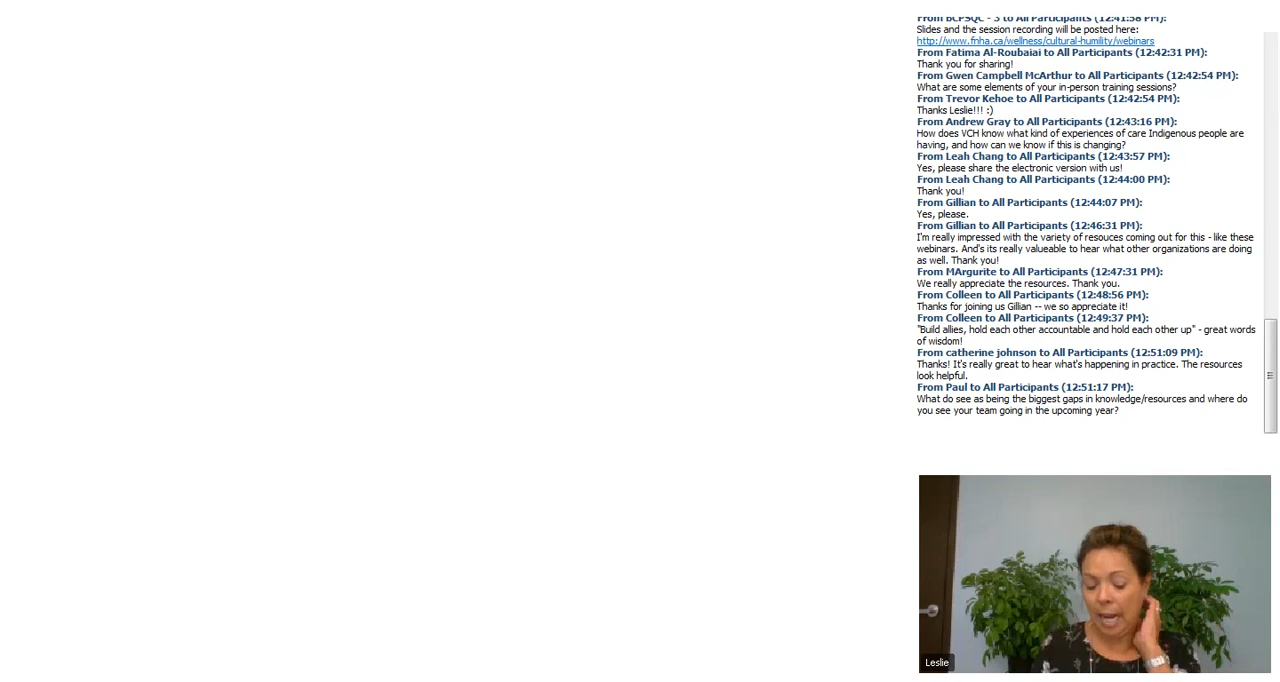 From BCPSQC - 3 to All Participants (12:41:58 PM):
Slides and the session recording will be posted here:
http://www.fnha.ca/wellness/cultural-humility/webinars
From Fatima Al-Roubaiai to All Participants (12:42:31 PM):
Thank you for sharing!
From Gwen Campbell McArthur to All Participants (12:42:54 PM):
What are some elements of your in-person training sessions?
From Trevor Kehoe to All Participants (12:42:54 PM):
Thanks Leslie!!! :)
From Andrew Gray to All Participants (12:43:16 PM):
How does VCH know what kind of experiences of care Indigenous people are
having, and how can we know if this is changing?
From Leah Chang to All Participants (12:43:57 PM):
Yes, please share the electronic version with us!
From Leah Chang to All Participants (12:44:00 PM):
Thank you!
From Gillian to All Participants (12:44:07 PM):
Yes, please.
From Gillian to All Participants (12:46:31 PM):
I'm really impressed with the variety of resouces coming out for this - like these
webinars. And's its really valueable to hear what other organizations are doing
as well. Thank you!
From MArgurite to All Participants (12:47:31 PM):
We really appreciate the resources. Thank you.
From Colleen to All Participants (12:48:56 PM):
Thanks for joining us Gillian -- we so appreciate it!
From Colleen to All Participants (12:49:37 PM):
"Build allies, hold each other accountable and hold each other up" - great words
of wisdom!
From catherine johnson to All Participants (12:51:09 PM):
Thanks! It's really great to hear what's happening in practice. The resources
look helpful.
From Paul to All Participants (12:51:17 PM):
What do see as being the biggest gaps in knowledge/resources and where do
you see your team going in the upcoming year?
Leslie